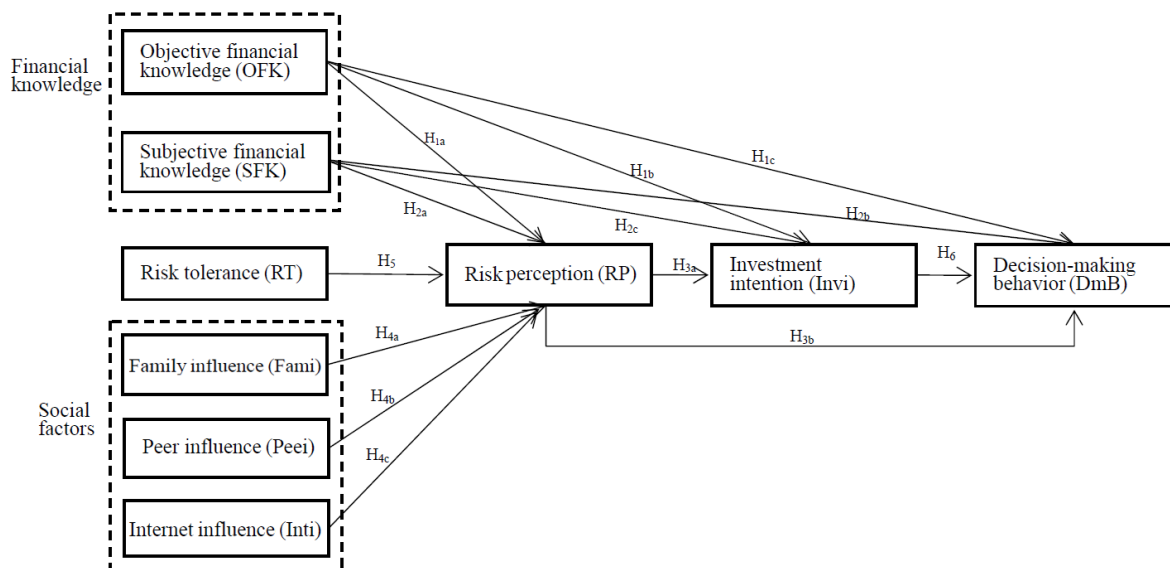 Financial
knowledge
Objective financial
knowledge (OFK)
Subjective financial
knowledge (SFK)
H1a
H1b
H1c
H2a
H2c
H2b
Risk tolerance (RT)
H5
Risk perception (RP)
H3a
Investment
intention (Invi)
H6
Decision-making
behavior (DmB)
H3b
Social
factors
Family influence (Fami)
H4a
Peer influence (Peei)
H4b
Internet influence (Inti)
H4c